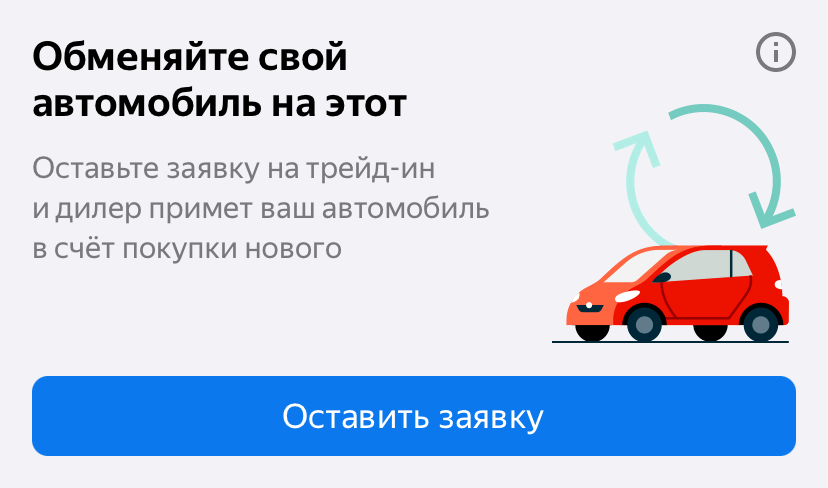 Обменяйте свой
автомобиль на этот
Оставьте заявку на трейд-ин
и дилер примет ваш автомобиль
в счёт покупки нового
Оставить заявку